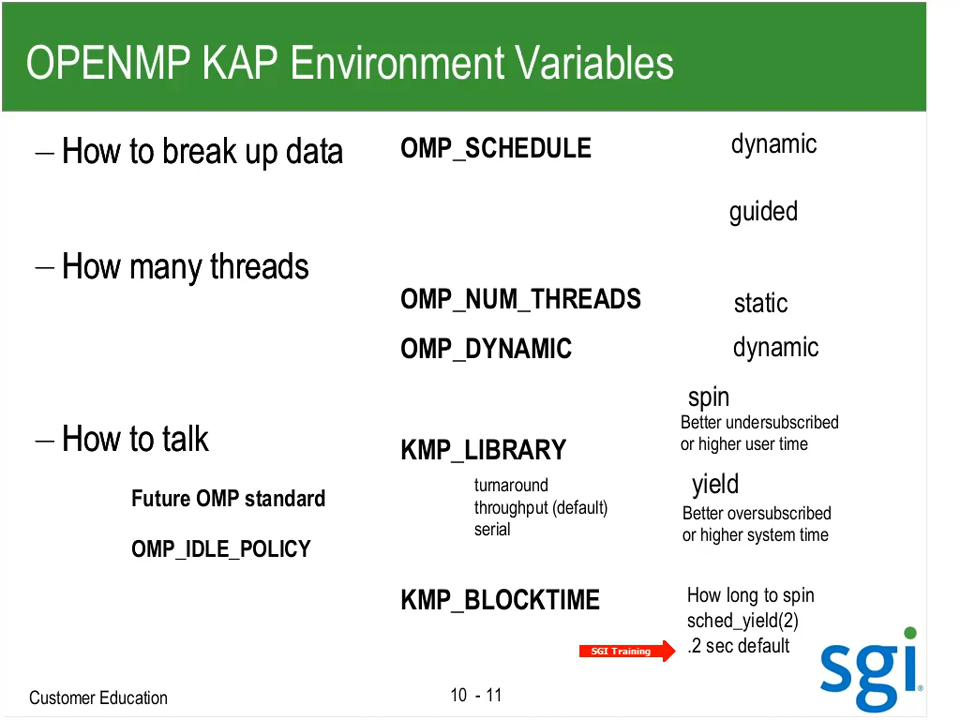 OPENMP KAP Environment Variables
– How to break up data
OMP_SCHEDULE
dynamic
guided
– How many threads
OMP_NUM_THREADS
static
OMP_DYNAMIC
dynamic
– How to talk
Future OMP standard
OMP_IDLE_POLICY
KMP_LIBRARY
turnaround
throughput (default)
serial
spin
Better undersubscribed
or higher user time
yield
Better oversubscribed
or higher system time
KMP_BLOCKTIME
How long to spin
sched_yield(2)
.2 sec default
SGI Training
sgi®
Customer Education
10 - 11